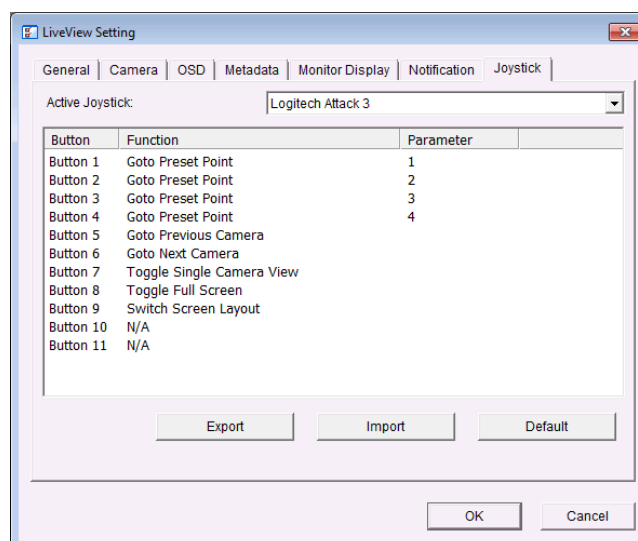 LiveView Setting
General Camera OSD Metadata Monitor Display Notification Joystick
Active Joystick: Logitech Attack 3
Button Function Parameter
Button 1 Goto Preset Point 1
Button 2 Goto Preset Point 2
Button 3 Goto Preset Point 3
Button 4 Goto Preset Point 4
Button 5 Goto Previous Camera
Button 6 Goto Next Camera
Button 7 Toggle Single Camera View
Button 8 Toggle Full Screen
Button 9 Switch Screen Layout
Button 10 N/A
Button 11 N/A
Export Import Default
OK Cancel